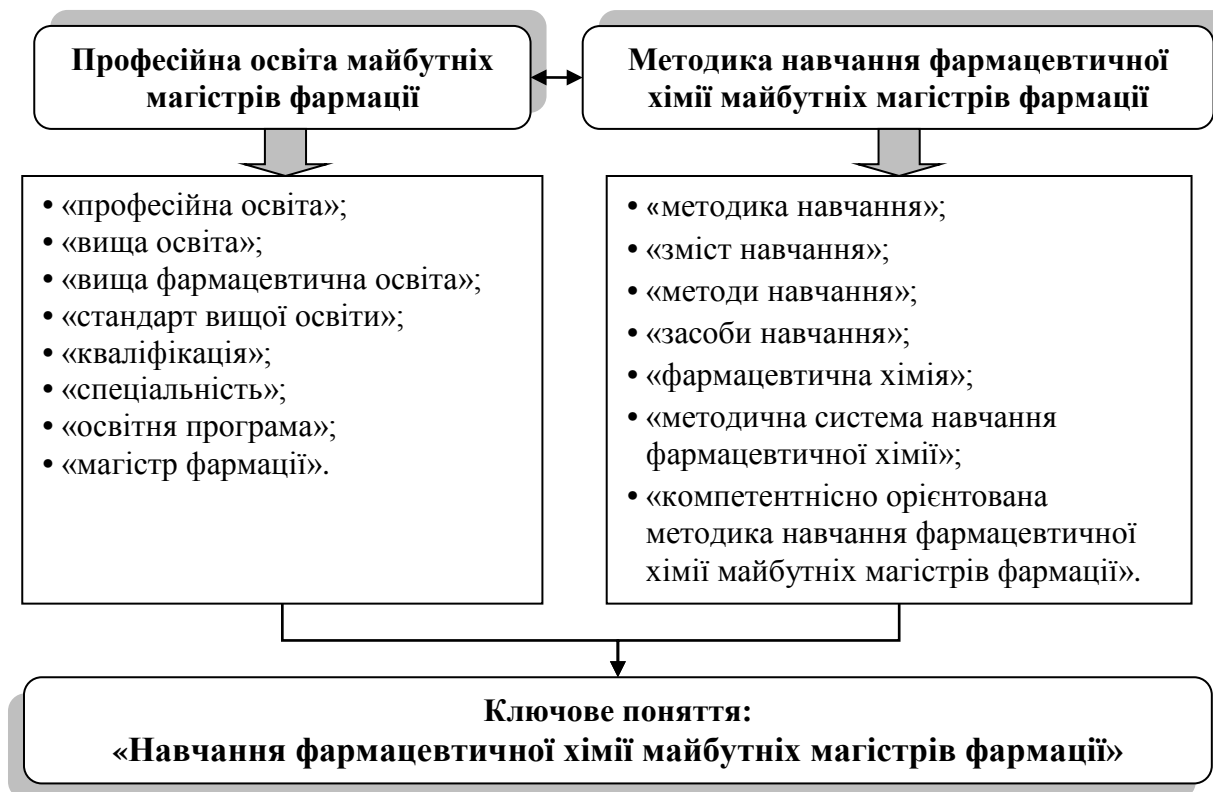 Професійна освіта майбутніх
магістрів фармації
Методика навчання фармацевтичної
хімії майбутніх магістрів фармації
• «професійна освіта»;
• «вища освіта»;
• «вища фармацевтична освіта»;
• «стандарт вищої освіти»;
• «кваліфікація»;
• «спеціальність»;
• «освітня програма»;
• «магістр фармації».
• «методика навчання»;
• «зміст навчання»;
• «методи навчання»;
• «засоби навчання»;
• «фармацевтична хімія»;
• «методична система навчання
фармацевтичної хімії»;
• «компетентнісно орієнтована
методика навчання фармацевтичної
хімії майбутніх магістрів фармації».
Ключове поняття:
«Навчання фармацевтичної хімії майбутніх магістрів фармації»